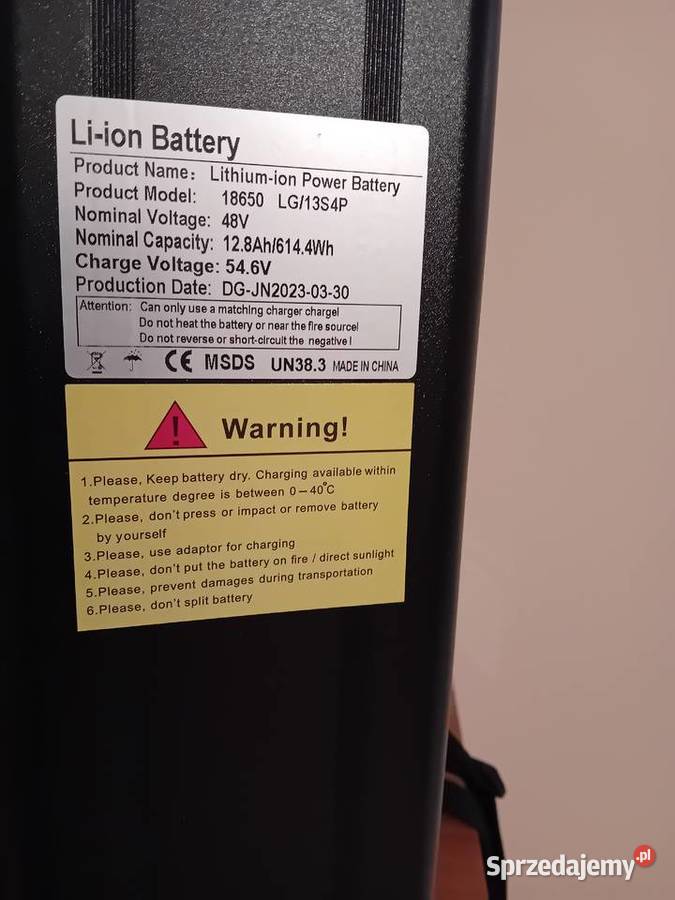 Li-ion Battery
Product Name: Lithium-ion Power Battery
Product Model: 18650 LG/13S4P
Nominal Voltage: 48V
Nominal Capacity: 12.8Ah/614.4Wh
Charge Voltage: 54.6V
Production Date: DG-JN2023-03-30
Attention: Can only use a matching charger charge!
Do not heat the battery or near the fire source!
Do not reverse or short-circuit the negative!
CE MSDS UN38.3 MADE IN CHINA
! Warning!
1.Please, Keep battery dry. Charging available within
temperature degree is between 0—40°C
2.Please, don't press or impact or remove battery
by yourself
3.Please, use adaptor for charging
4.Please, don't put the battery on fire / direct sunlight
5.Please, prevent damages during transportation
6.Please, don't split battery
Sprzedajemy.pl